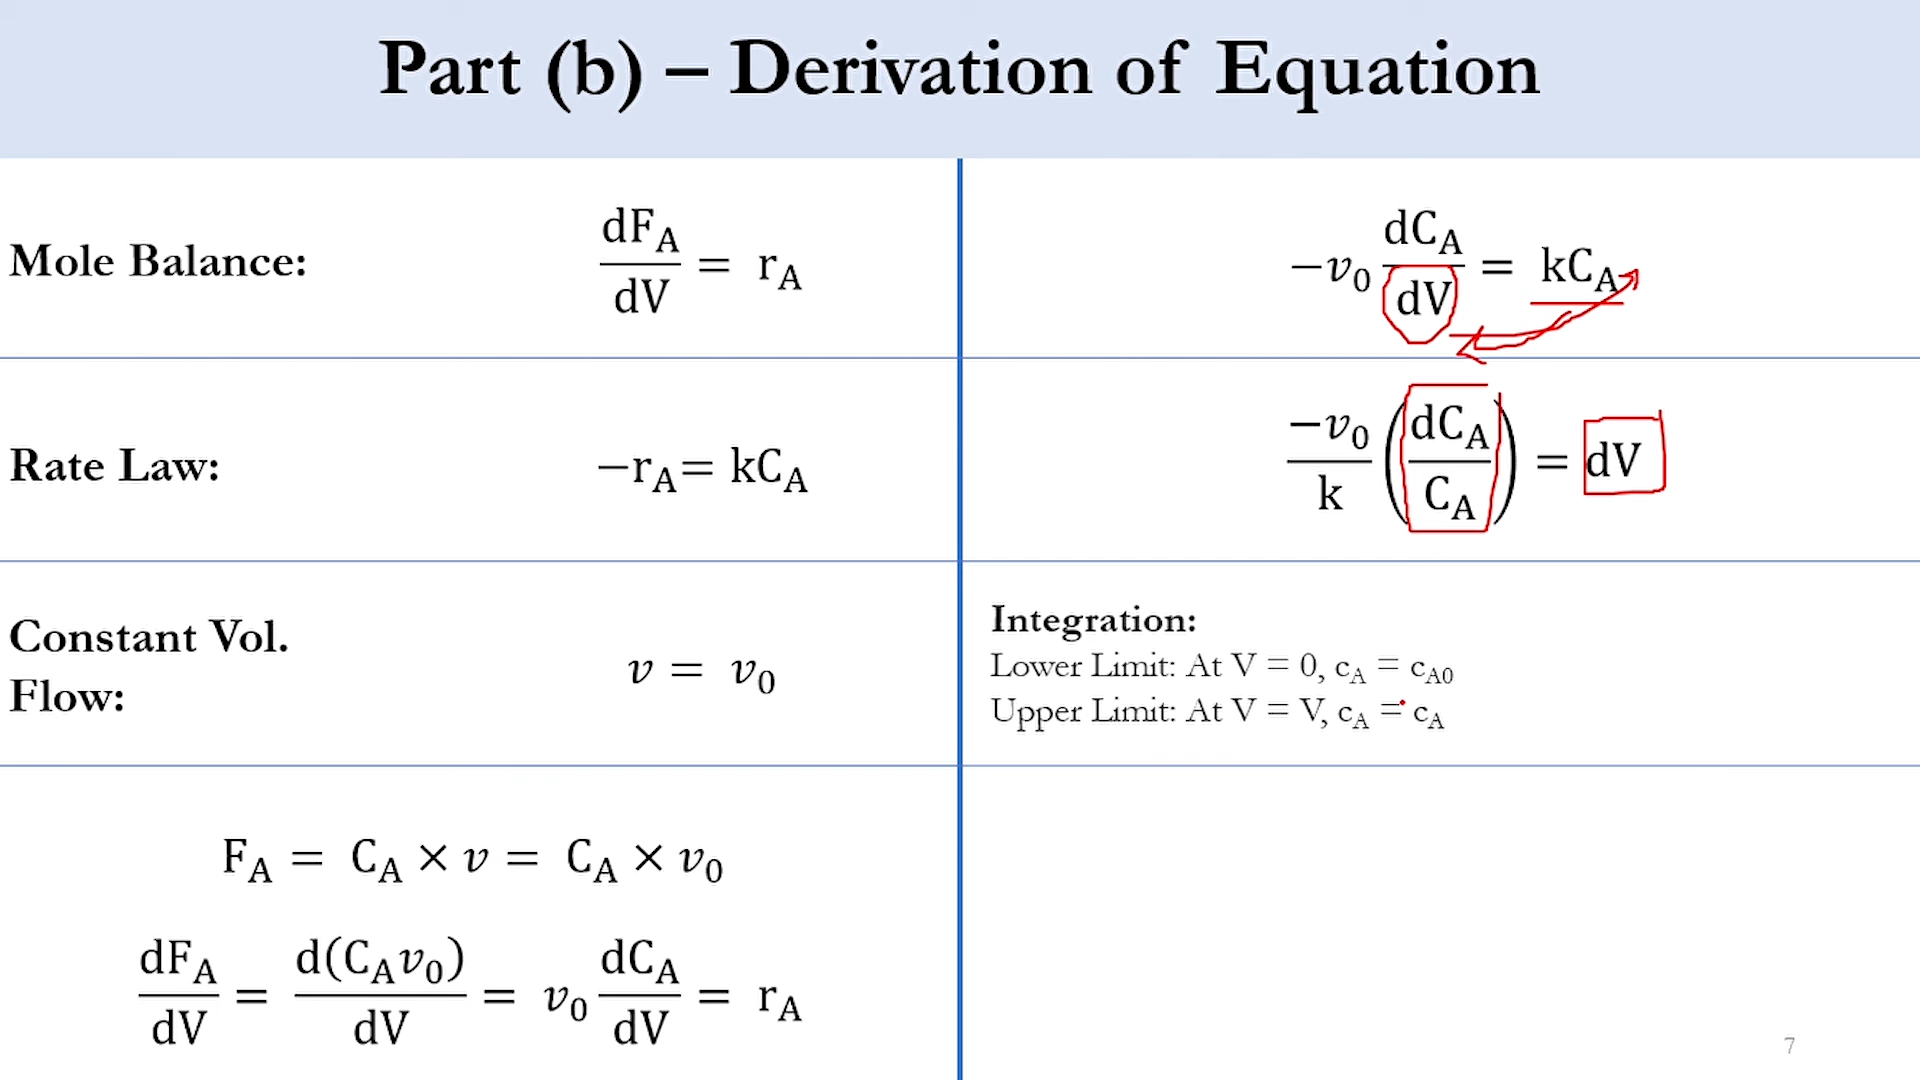 Part (b) – Derivation of Equation
Mole Balance:
dF_A/dV = r_A
Rate Law:
−r_A= kC_A
Constant Vol.
Flow:
v = v_0
F_A = C_A × v = C_A × v_0
dF_A/dV = d(C_Av_0)/dV = v_0 dC_A/dV = r_A
−v_0 dC_A/dV = kC_A
−v_0/k (dC_A/C_A) = dV
Integration:
Lower Limit: At V = 0, c_A = c_A0
Upper Limit: At V = V, c_A = c_A
7